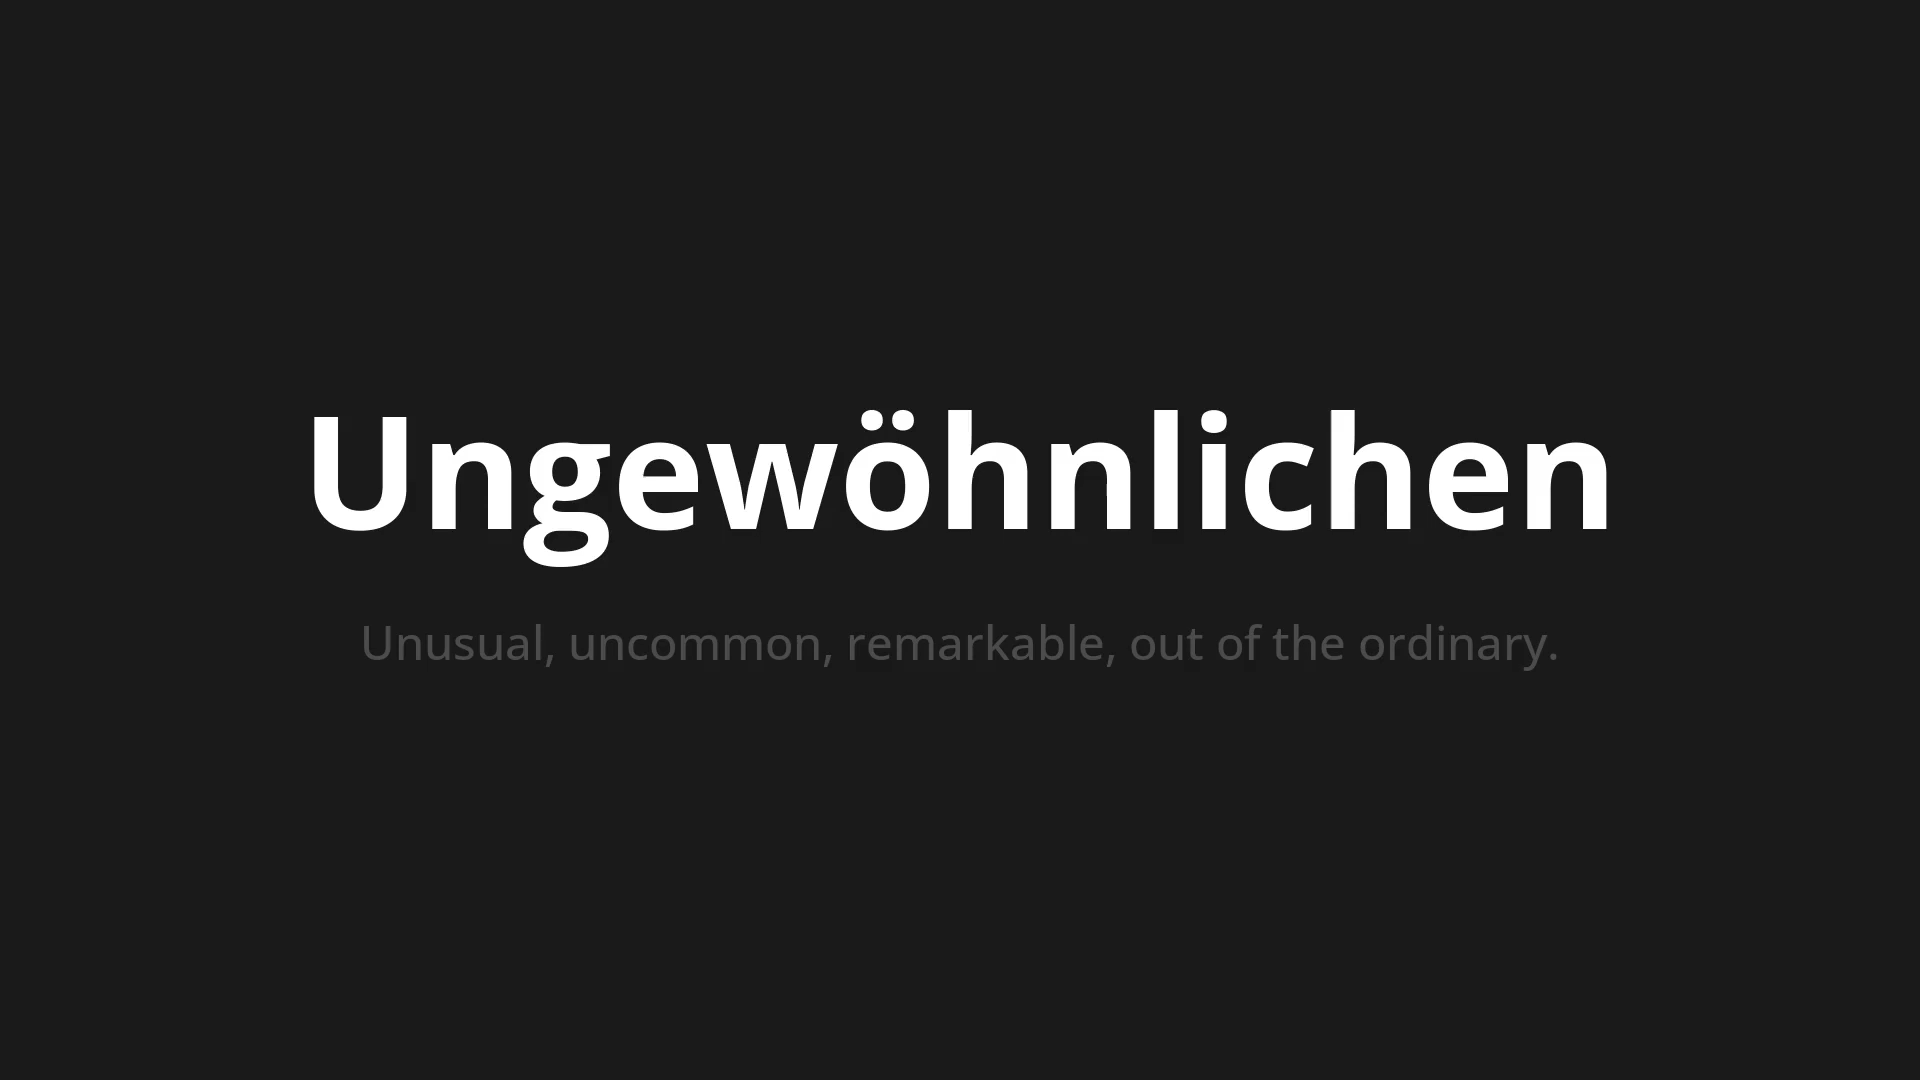 Ungewöhnlichen
Unusual, uncommon, remarkable, out of the ordinary.